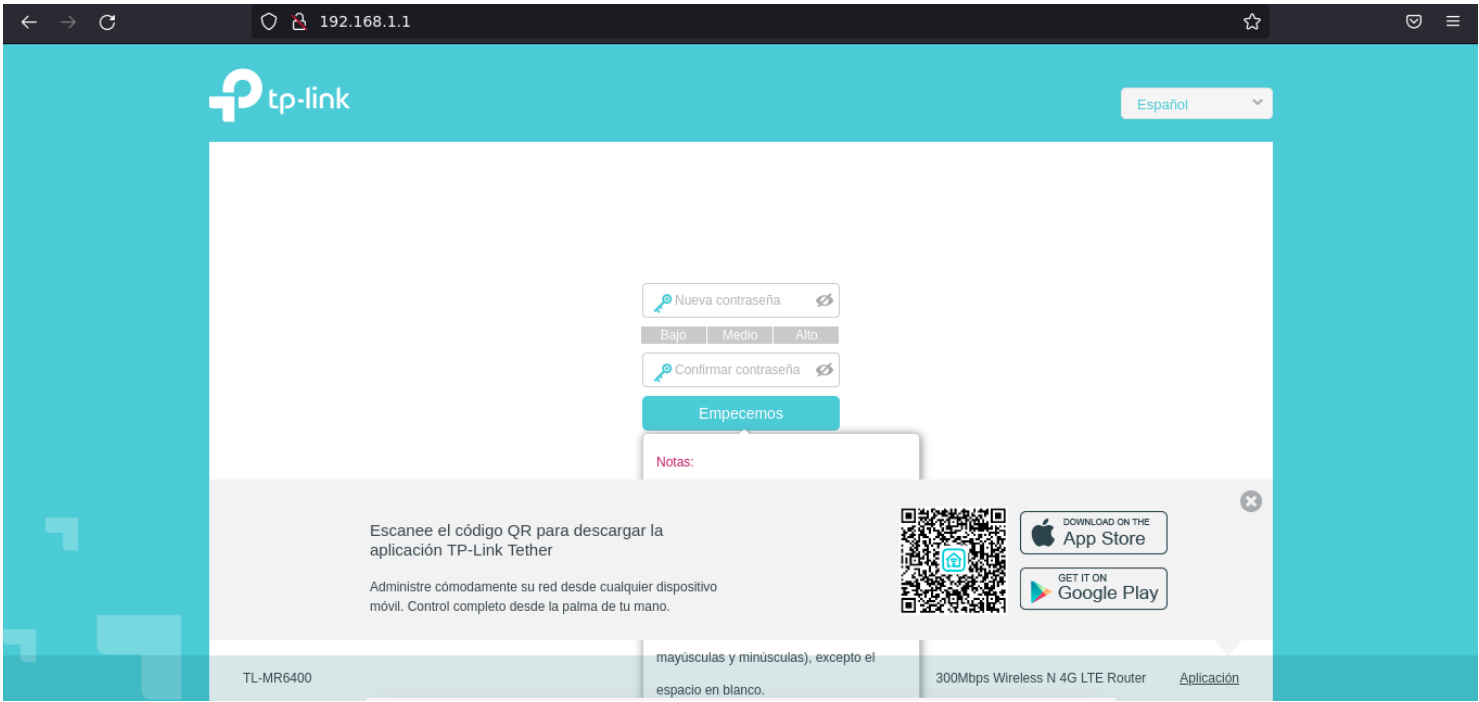 192.168.1.1
tp-link
Español
Nueva contraseña
Bajo Medio Alto
Confirmar contraseña
Empecemos
Notas:
Escanee el código QR para descargar la
aplicación TP-Link Tether
Administre cómodamente su red desde cualquier dispositivo
móvil. Control completo desde la palma de tu mano.
DOWNLOAD ON THE
App Store
GET IT ON
Google Play
mayúsculas y minúsculas), excepto el
espacio en blanco.
TL-MR6400
300Mbps Wireless N 4G LTE Router
Aplicación